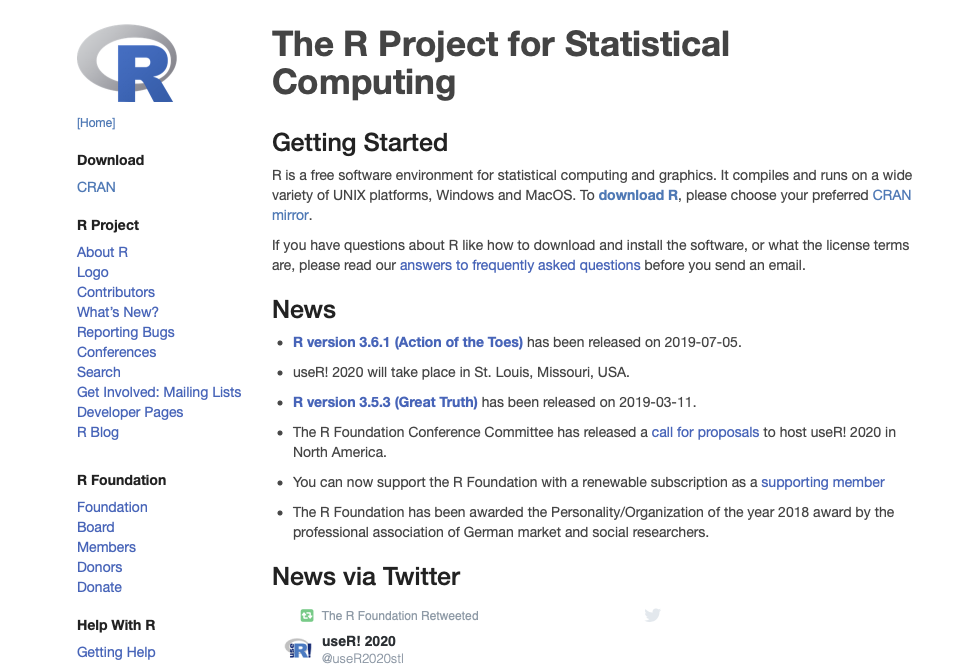 R
[Home]
Download
CRAN
R Project
About R
Logo
Contributors
What's New?
Reporting Bugs
Conferences
Search
Get Involved: Mailing Lists
Developer Pages
R Blog
R Foundation
Foundation
Board
Members
Donors
Donate
Help With R
Getting Help
The R Project for Statistical
Computing
Getting Started
R is a free software environment for statistical computing and graphics. It compiles and runs on a wide
variety of UNIX platforms, Windows and MacOS. To download R, please choose your preferred CRAN
mirror.
If you have questions about R like how to download and install the software, or what the license terms
are, please read our answers to frequently asked questions before you send an email.
News
R version 3.6.1 (Action of the Toes) has been released on 2019-07-05.
useR! 2020 will take place in St. Louis, Missouri, USA.
R version 3.5.3 (Great Truth) has been released on 2019-03-11.
The R Foundation Conference Committee has released a call for proposals to host useR! 2020 in
North America.
You can now support the R Foundation with a renewable subscription as a supporting member
The R Foundation has been awarded the Personality/Organization of the year 2018 award by the
professional association of German market and social researchers.
News via Twitter
The R Foundation Retweeted
useR!
useR! 2020
@useR2020stl